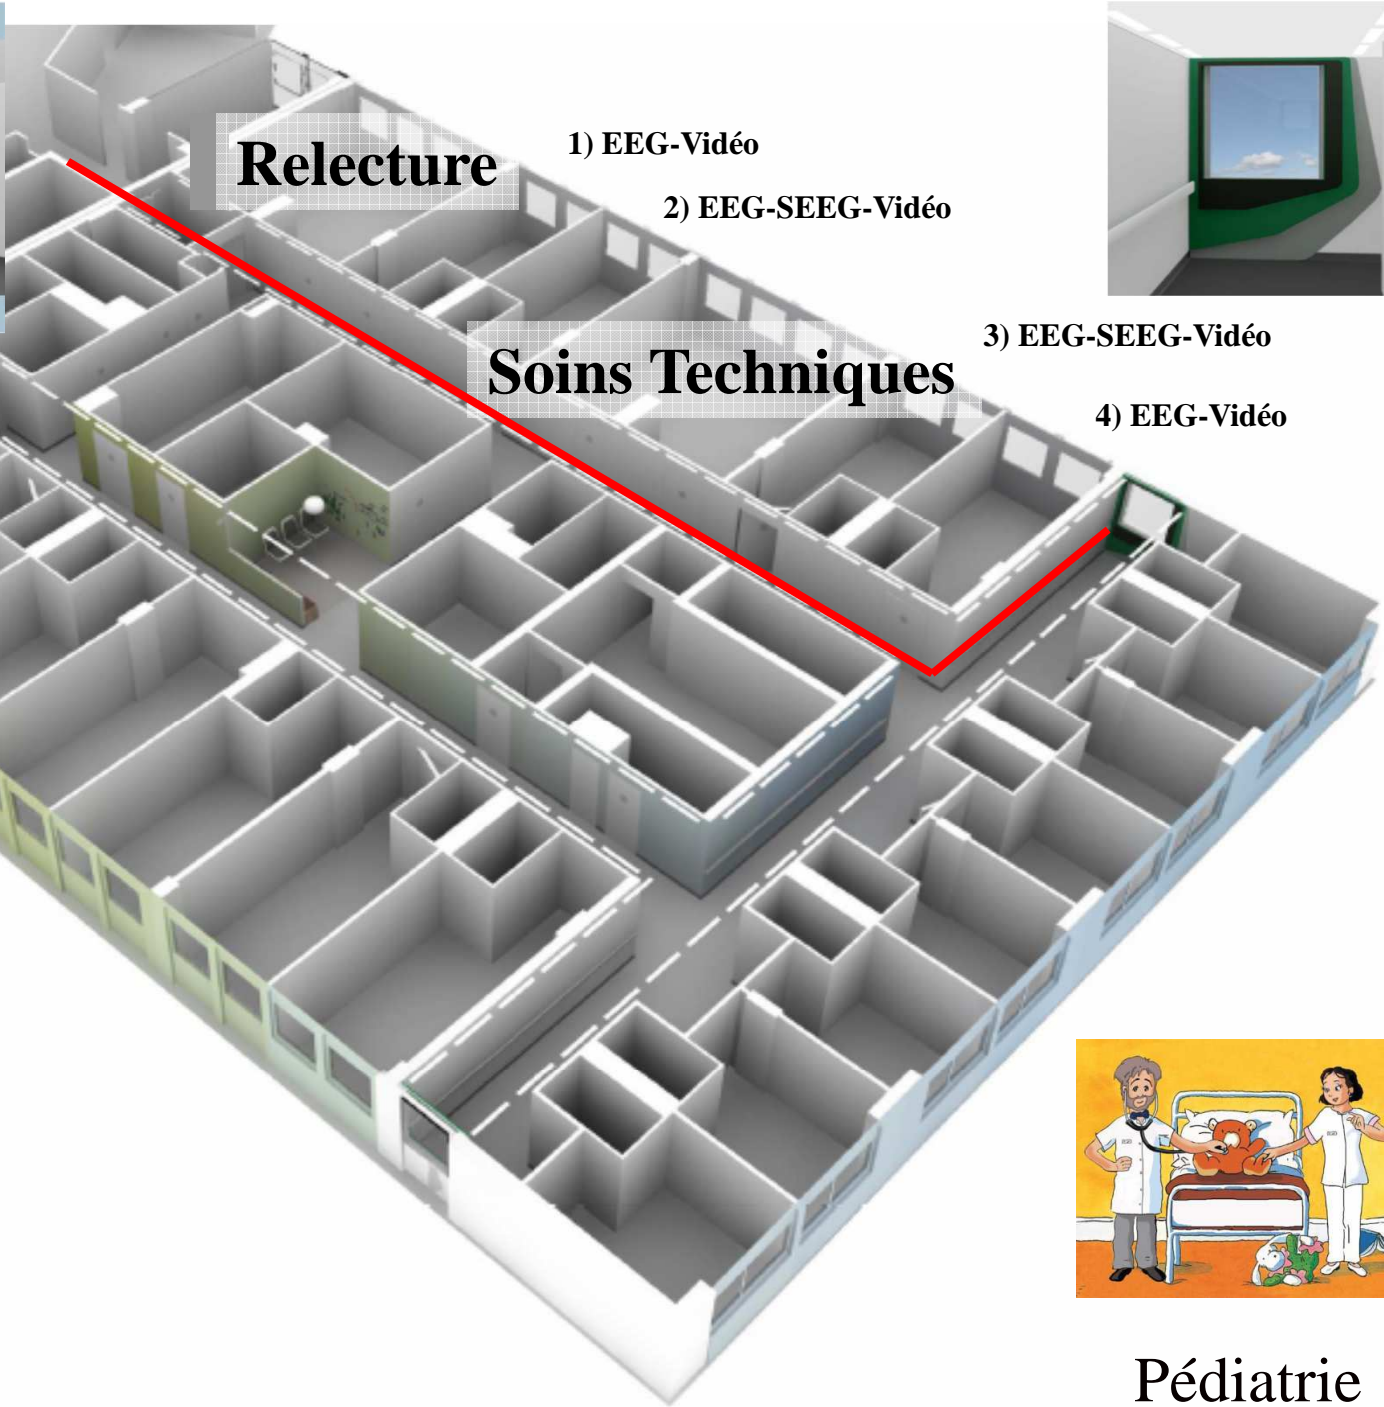 Relecture
1) EEG-Vidéo
2) EEG-SEEG-Vidéo
Soins Techniques
3) EEG-SEEG-Vidéo
4) EEG-Vidéo
Pédiatrie